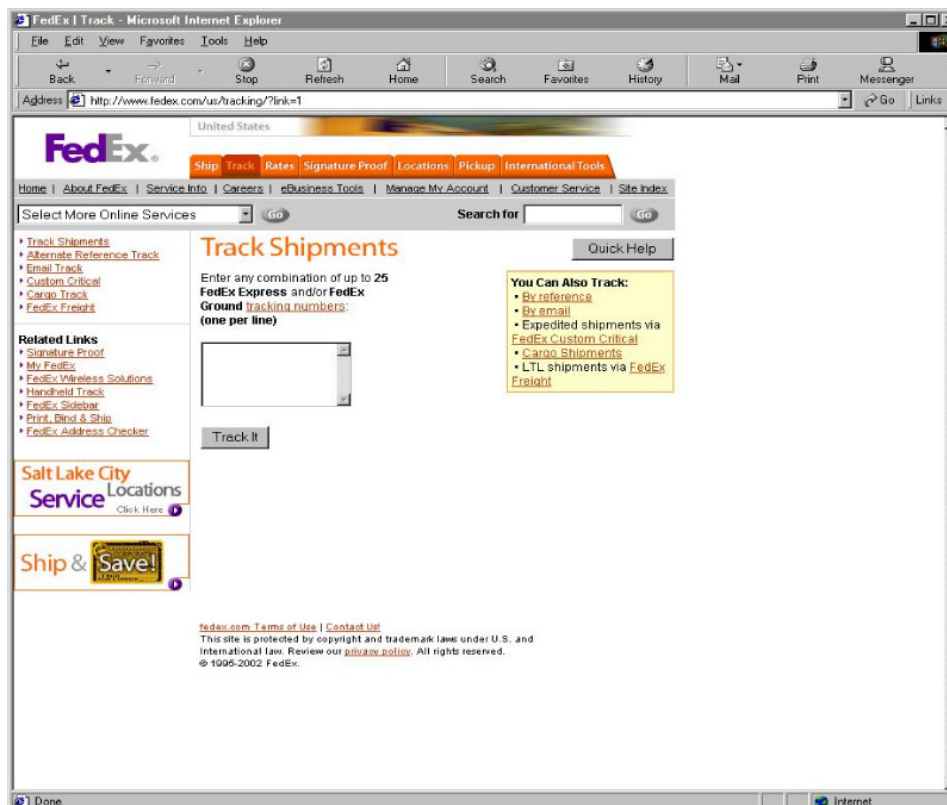 FedEx | Track - Microsoft Internet Explorer
File Edit View Favorites Tools Help
Back Forward Stop Refresh Home Search Favorites History Mail Print Messenger
Address http://www.fedex.com/us/tracking/?link=1 Go Links
United States
FedEx®
Ship Track Rates Signature Proof Locations Pickup International Tools
Home | About FedEx | Service Info | Careers | eBusiness Tools | Manage My Account | Customer Service | Site Index
Select More Online Services Go Search for Go
Track Shipments
Alternate Reference Track
Email Track
Custom Critical
Cargo Track
FedEx Freight
Related Links
Signature Proof
My FedEx
FedEx Wireless Solutions
Handheld Track
FedEx Sidebar
Print, Bind & Ship
FedEx Address Checker
Salt Lake City
Service Locations
Click Here
Ship & Save!
Track Shipments
Quick Help
Enter any combination of up to 25
FedEx Express and/or FedEx
Ground tracking numbers:
(one per line)
Track It
You Can Also Track:
• By reference
• By email
• Expedited shipments via
FedEx Custom Critical
• Cargo Shipments
• LTL shipments via FedEx
Freight
fedex.com Terms of Use | Contact Us!
This site is protected by copyright and trademark laws under U.S. and
International law. Review our privacy policy. All rights reserved.
© 1995-2002 FedEx.
Done Internet